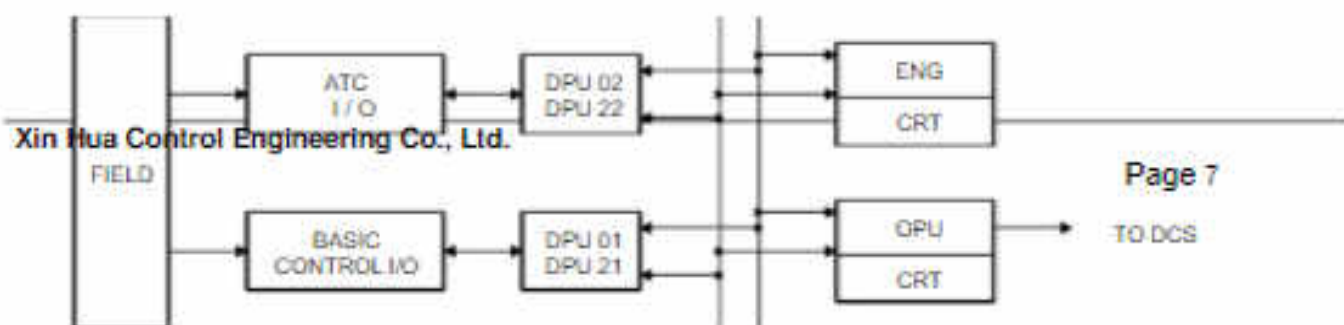 ATC
I / O
DPU 02
DPU 22
ENG
CRT
Xin Hua Control Engineering Co., Ltd.
FIELD
Page 7
BASIC
CONTROL I/O
DPU 01
DPU 21
OPU
CRT
TO DCS